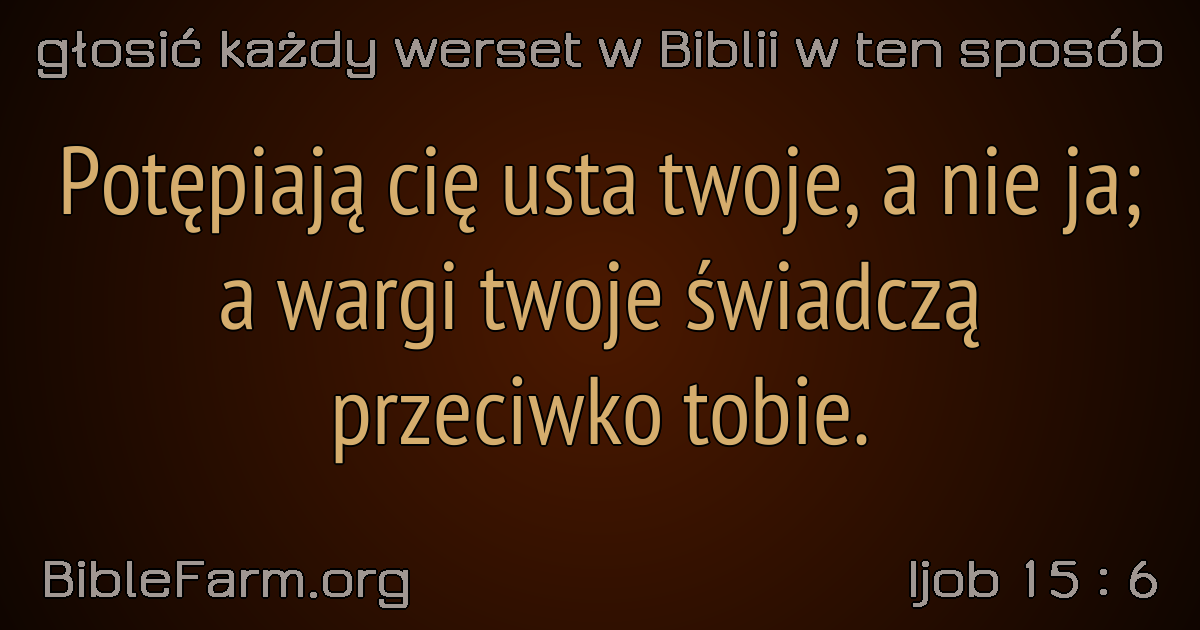 głosić każdy werset w Biblii w ten sposób
Potępiają cię usta twoje, a nie ja;
a wargi twoje świadczą
przeciwko tobie.
BibleFarm.org
Ijob 15 : 6